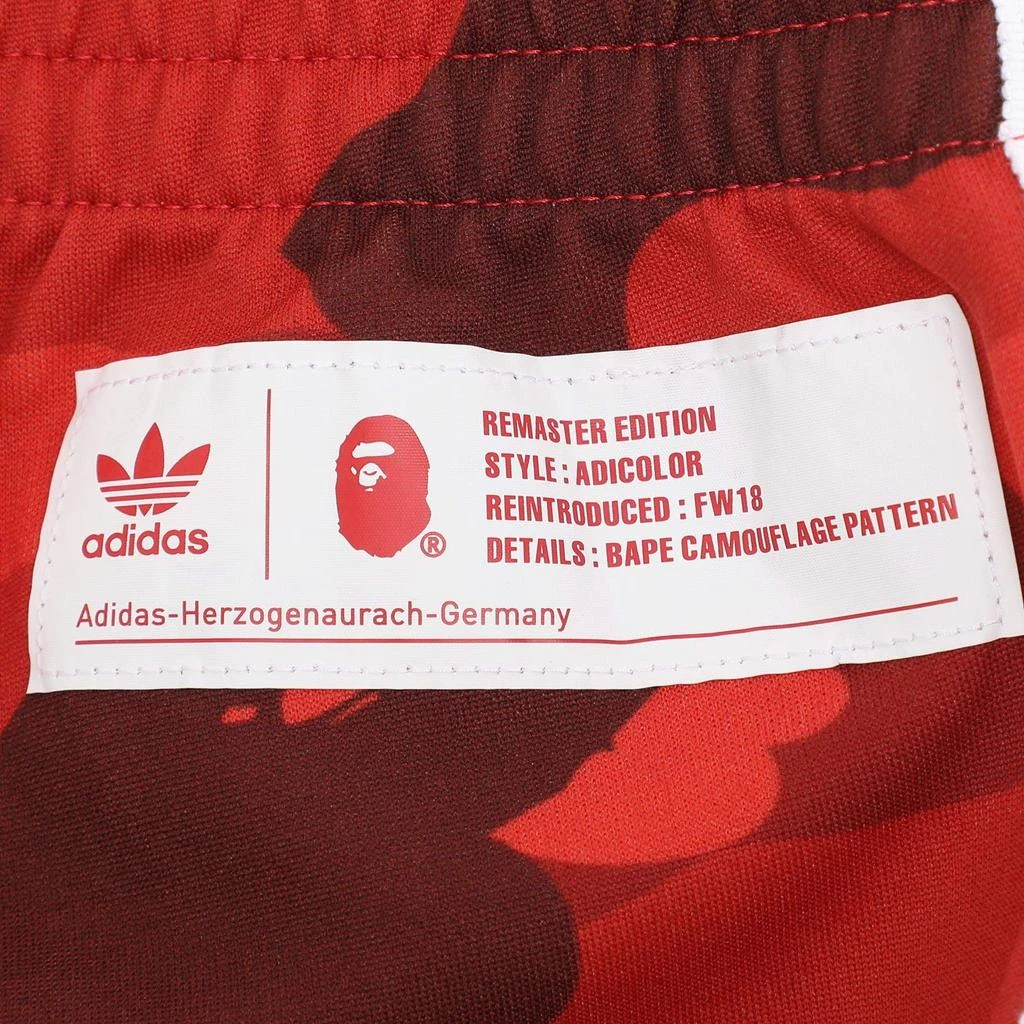 adidas
®
REMASTER EDITION
STYLE : ADICOLOR
REINTRODUCED : FW18
DETAILS : BAPE CAMOUFLAGE PATTERN
Adidas-Herzogenaurach-Germany